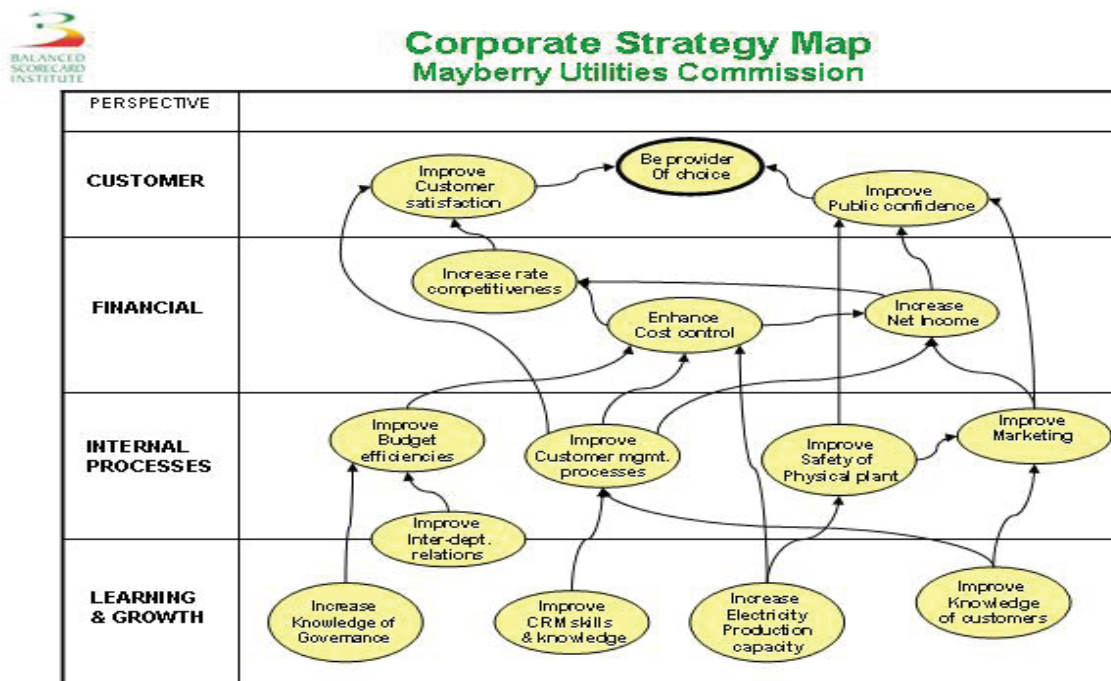 BALANCED
SCORECARD
INSTITUTE
Corporate Strategy Map
Mayberry Utilities Commission
PERSPECTIVE
CUSTOMER
Improve
Customer
satisfaction
Be provider
Of choice
Improve
Public confidence
FINANCIAL
Increase rate
competitiveness
Enhance
Cost control
Increase
Net Income
INTERNAL
PROCESSES
Improve
Budget
efficiencies
Improve
Customer mgmt.
processes
Improve
Safety of
Physical plant
Improve
Marketing
Improve
Inter-dept.
relations
LEARNING
& GROWTH
Increase
Knowledge of
Governance
Improve
CRM skills
& knowledge
Increase
Electricity
Production
capacity
Improve
Knowledge
of customers